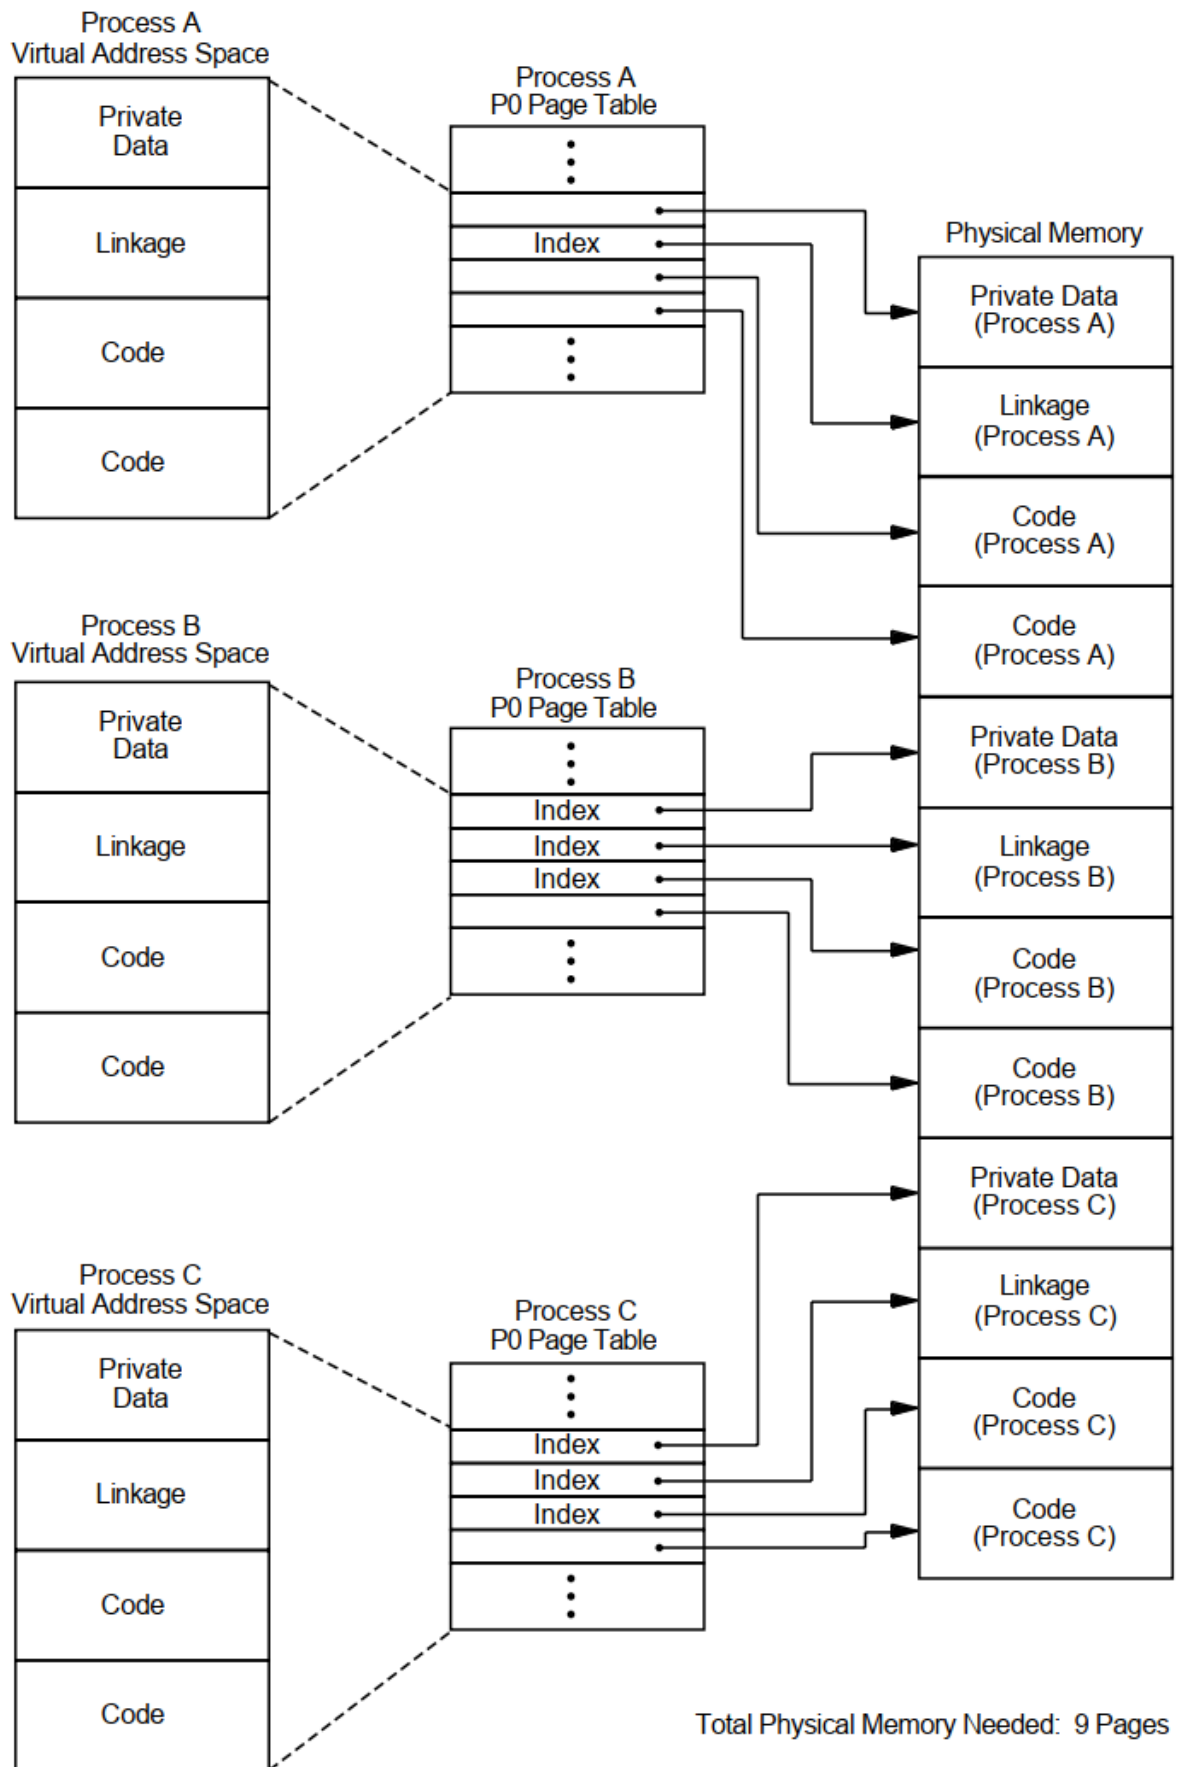 Process A
Virtual Address Space
Private
Data
Linkage
Code
Code
Process A
P0 Page Table
Index
Process B
Virtual Address Space
Private
Data
Linkage
Code
Code
Process B
P0 Page Table
Index
Index
Index
Process C
Virtual Address Space
Private
Data
Linkage
Code
Code
Process C
P0 Page Table
Index
Index
Index
Physical Memory
Private Data
(Process A)
Linkage
(Process A)
Code
(Process A)
Code
(Process A)
Private Data
(Process B)
Linkage
(Process B)
Code
(Process B)
Code
(Process B)
Private Data
(Process C)
Linkage
(Process C)
Code
(Process C)
Code
(Process C)
Total Physical Memory Needed: 9 Pages